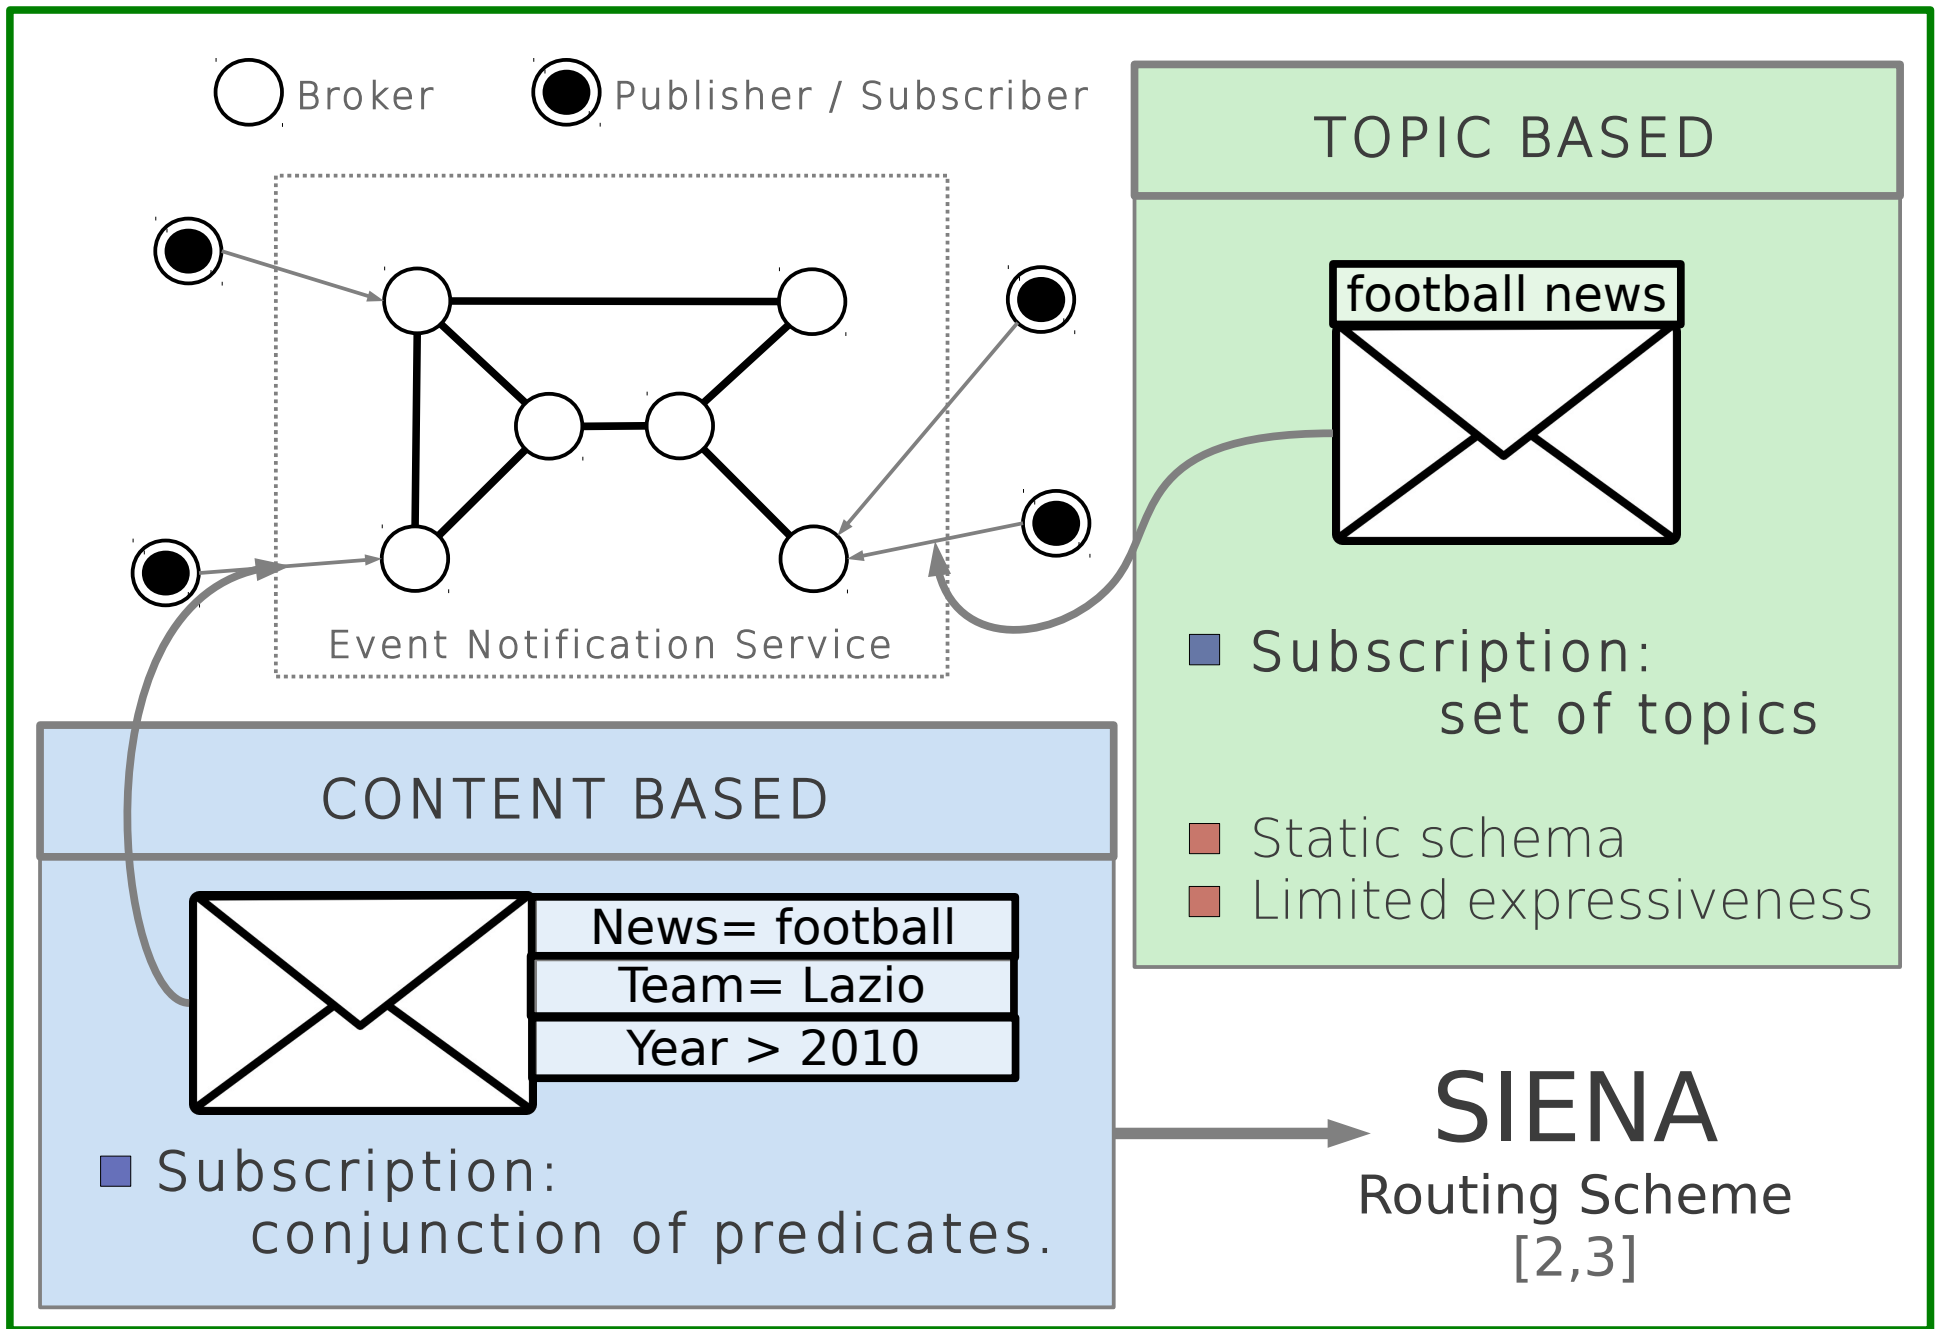 Broker
Publisher / Subscriber
Event Notification Service
TOPIC BASED
football news
Subscription:
set of topics
Static schema
Limited expressiveness
CONTENT BASED
News= football
Team= Lazio
Year > 2010
Subscription:
conjunction of predicates.
SIENA
Routing Scheme
[2,3]